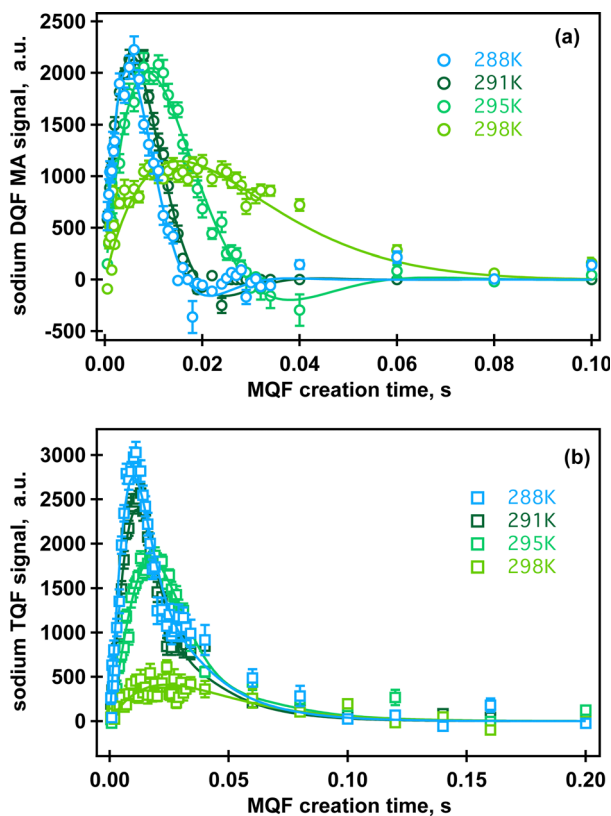 (a)
2500
2000
1500
1000
500
0
-500
sodium DQF MA signal, a.u.
288K
291K
295K
298K
0.00 0.02 0.04 0.06 0.08 0.10
MQF creation time, s
(b)
3000
2500
2000
1500
1000
500
0
sodium TQF signal, a.u.
288K
291K
295K
298K
0.00 0.05 0.10 0.15 0.20
MQF creation time, s